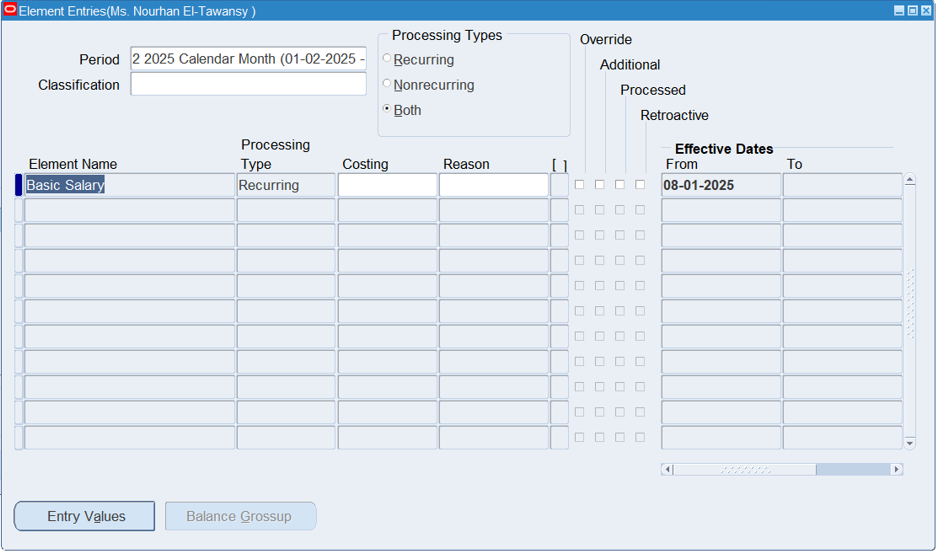 Element Entries(Ms. Nourhan El-Tawansy )
Period 2 2025 Calendar Month (01-02-2025 -
Classification
Processing Types
Recurring
Nonrecurring
Both
Override
Additional
Processed
Retroactive
Element Name
Processing
Type
Costing
Reason
[ ]
Effective Dates
From
To
Basic Salary Recurring 08-01-2025
Entry Values
Balance Grossup